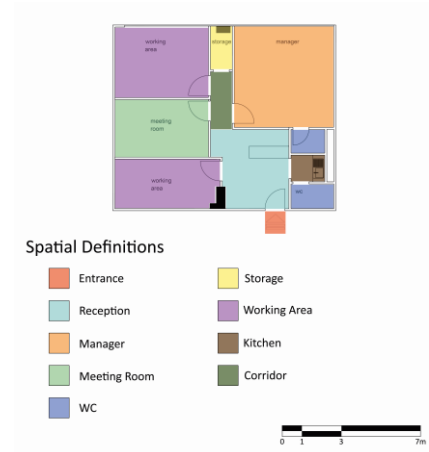 working
area
storage
manager
meeting
room
working
area
WC
Spatial Definitions
Entrance
Storage
Reception
Working Area
Manager
Kitchen
Meeting Room
Corridor
WC
0 1 3 7m